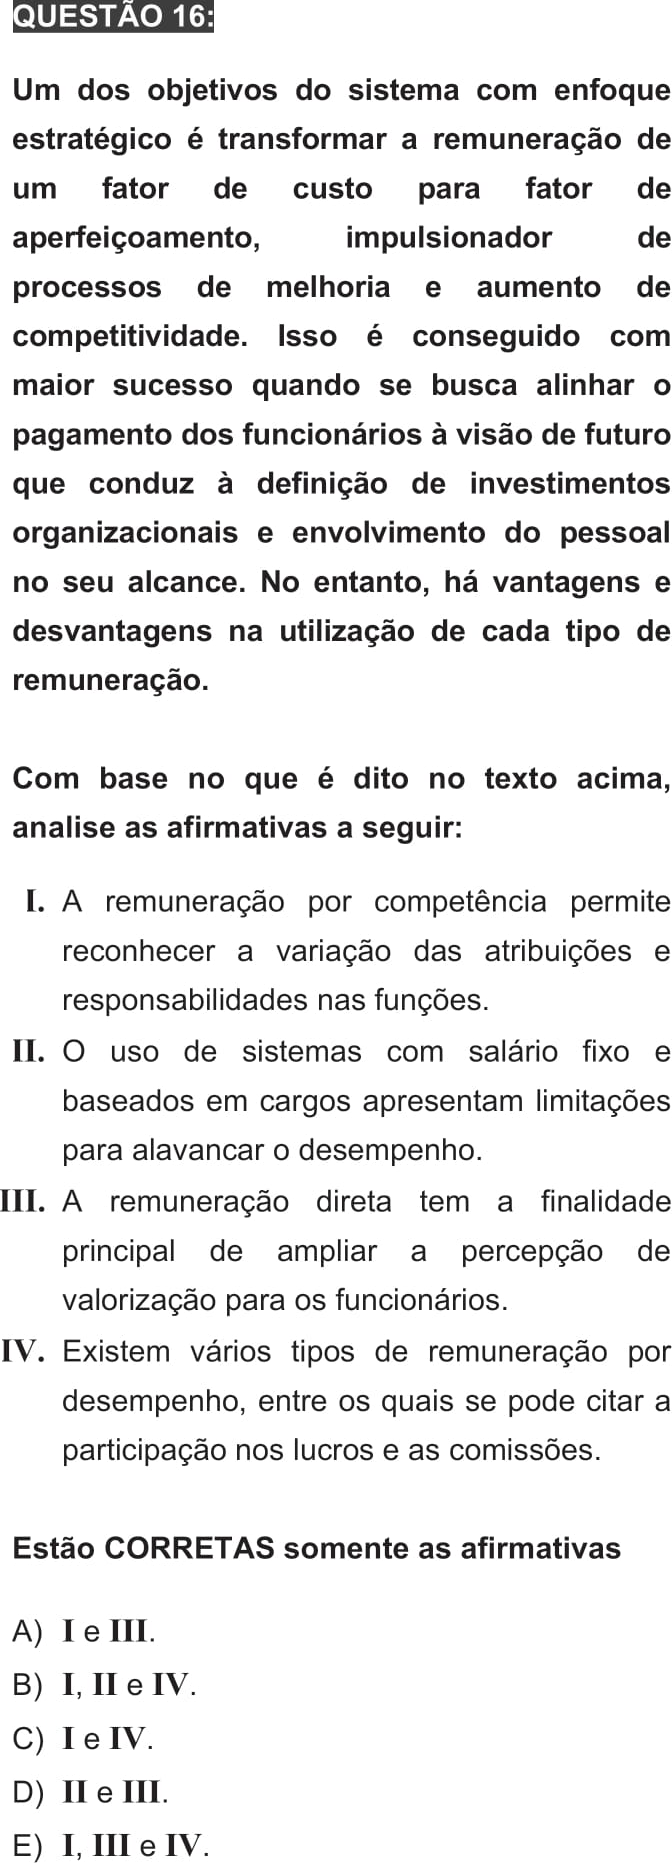 QUESTÃO 16:
Um dos objetivos do sistema com enfoque
estratégico é transformar a remuneração de
um fator de custo para fator de
aperfeiçoamento, impulsionador de
processos de melhoria e aumento de
competitividade. Isso é conseguido com
maior sucesso quando se busca alinhar o
pagamento dos funcionários à visão de futuro
que conduz à definição de investimentos
organizacionais e envolvimento do pessoal
no seu alcance. No entanto, há vantagens e
desvantagens na utilização de cada tipo de
remuneração.
Com base no que é dito no texto acima,
analise as afirmativas a seguir:
I. A remuneração por competência permite
reconhecer a variação das atribuições e
responsabilidades nas funções.
II. O uso de sistemas com salário fixo e
baseados em cargos apresentam limitações
para alavancar o desempenho.
III. A remuneração direta tem a finalidade
principal de ampliar a percepção de
valorização para os funcionários.
IV. Existem vários tipos de remuneração por
desempenho, entre os quais se pode citar a
participação nos lucros e as comissões.
Estão CORRETAS somente as afirmativas
A) I e III.
B) I, II e IV.
C) I e IV.
D) II e III.
E) I, III e IV.